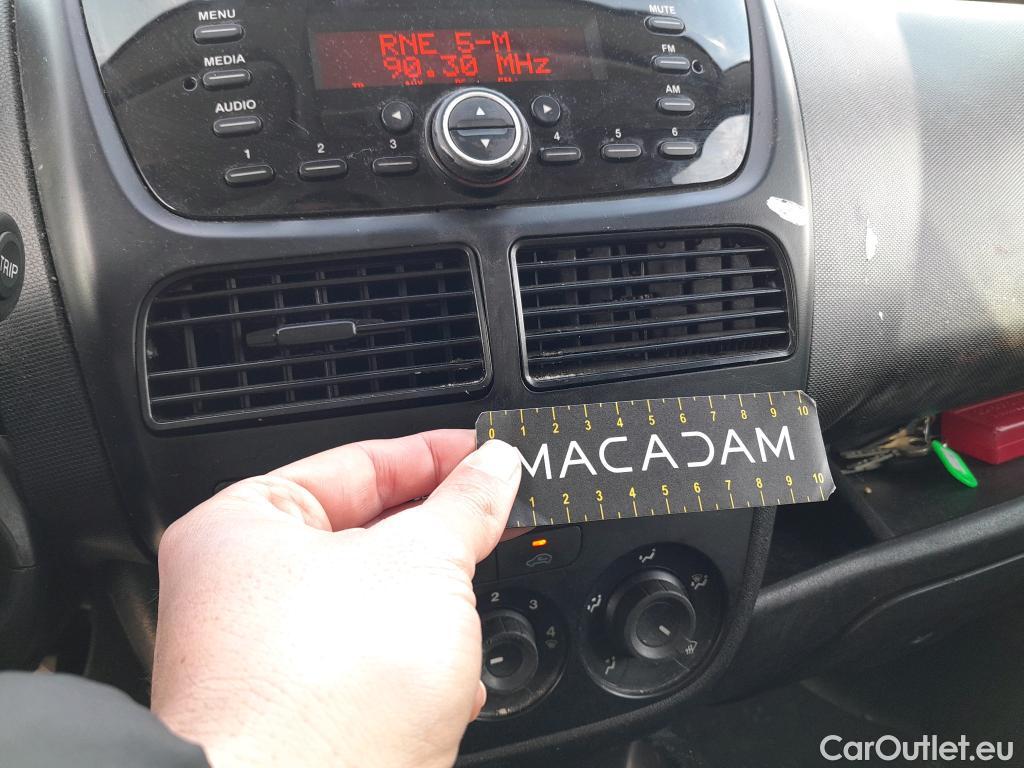 MENU
MUTE
RNE 5-M
90.30 MHz
MEDIA
FM
AUDIO
AM
1 2 3 4 5 6
TRIP
0 1 2 3 4 5 6 7 8 9 10
MACADAM
1 2 3 4 5 6 7 8 9 10
2 3
4
CarOutlet.eu